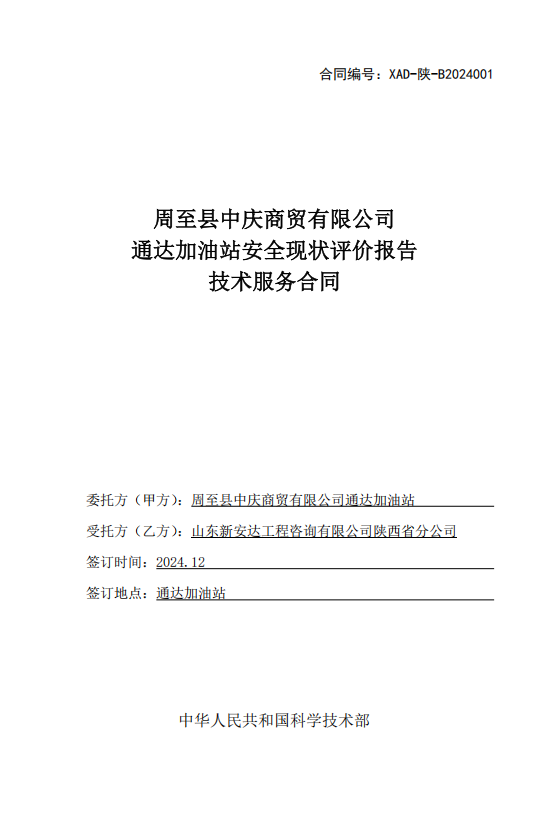 合同编号：XAD-陕-B2024001
周至县中庆商贸有限公司
通达加油站安全现状评价报告
技术服务合同
委托方（甲方）：周至县中庆商贸有限公司通达加油站
受托方（乙方）：山东新安达工程咨询有限公司陕西省分公司
签订时间：2024.12
签订地点：通达加油站
中华人民共和国科学技术部